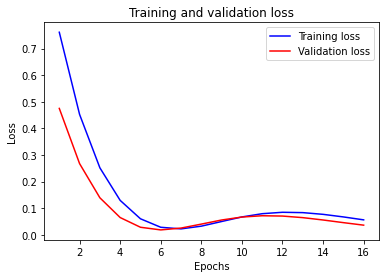 Training and validation loss
Training loss
Validation loss
0.7
0.6
0.5
0.4
0.3
0.2
0.1
0.0
Loss
2 4 6 8 10 12 14 16
Epochs